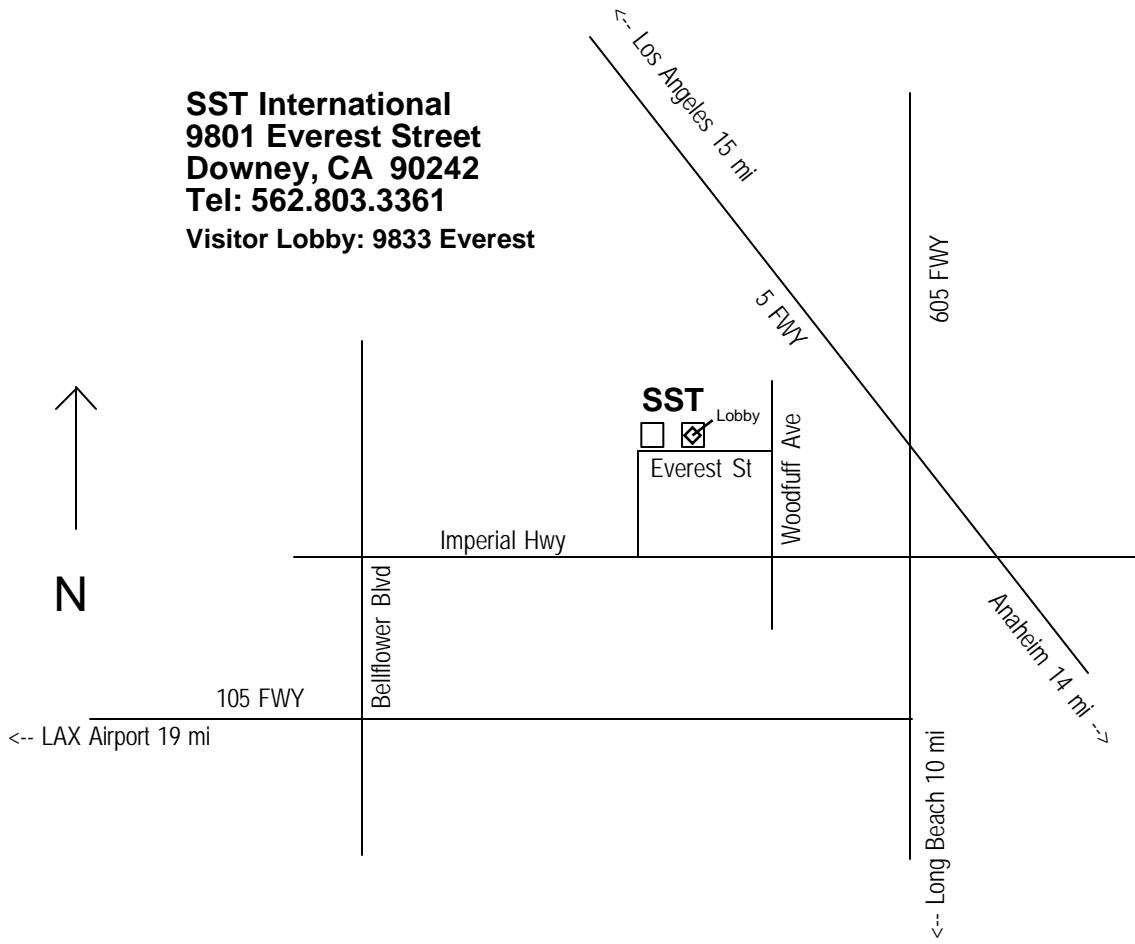 SST International
9801 Everest Street
Downey, CA 90242
Tel: 562.803.3361
Visitor Lobby: 9833 Everest
<-- Los Angeles 15 mi
5 FWY
605 FWY
SST
Lobby
Everest St
Woodfuff Ave
Imperial Hwy
N
Bellflower Blvd
Anaheim 14 mi -->
105 FWY
<-- LAX Airport 19 mi
<-- Long Beach 10 mi